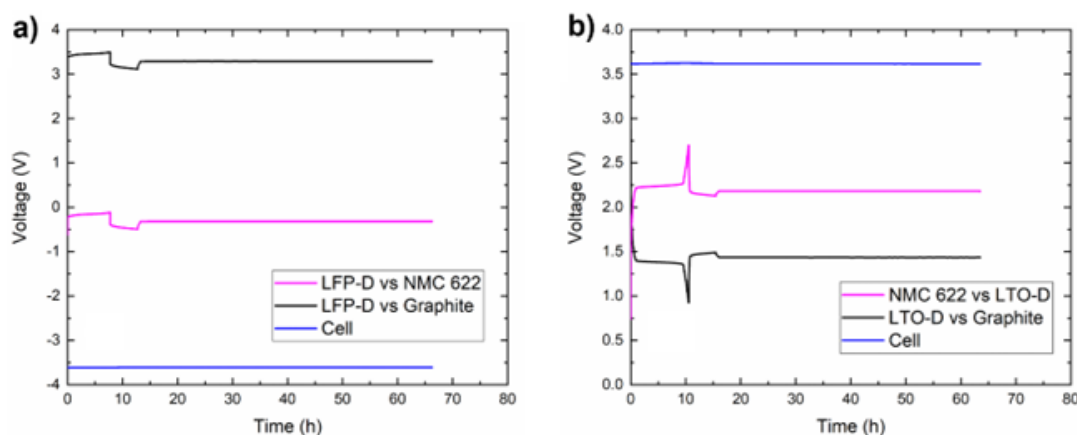 a)
Voltage (V)
4
3
2
1
0
-1
-2
-3
-4
0 10 20 30 40 50 60 70 80
Time (h)
LFP-D vs NMC 622
LFP-D vs Graphite
Cell
b)
Voltage (V)
4.0
3.5
3.0
2.5
2.0
1.5
1.0
0.5
0.0
0 10 20 30 40 50 60 70 80
Time (h)
NMC 622 vs LTO-D
LTO-D vs Graphite
Cell